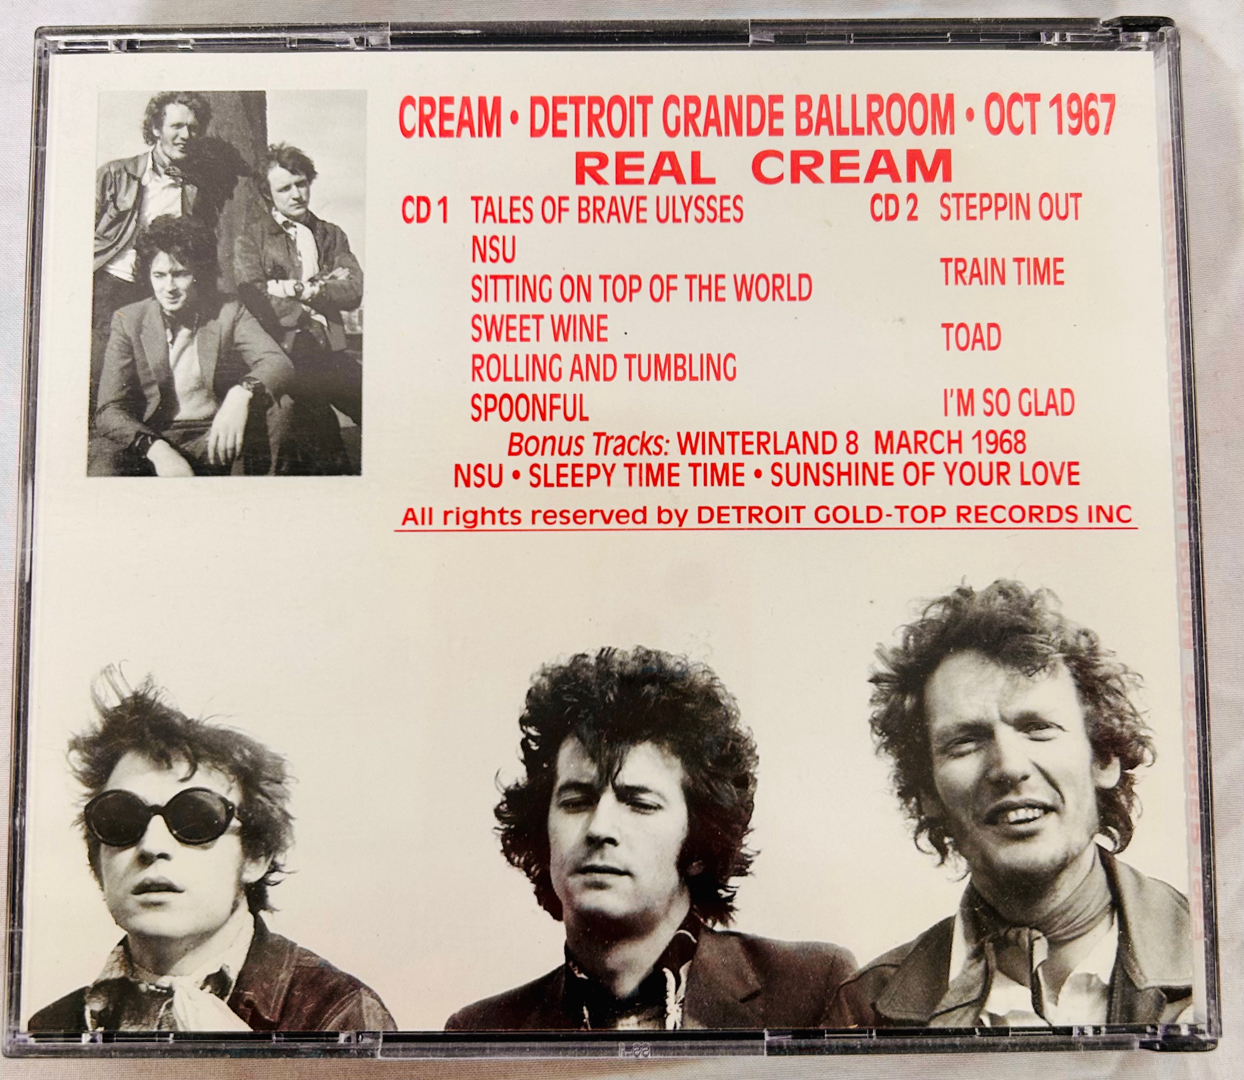 CREAM • DETROIT GRANDE BALLROOM • OCT 1967
REAL CREAM
CD 1 TALES OF BRAVE ULYSSES
NSU
SITTING ON TOP OF THE WORLD
SWEET WINE
ROLLING AND TUMBLING
SPOONFUL
CD 2 STEPPIN OUT
TRAIN TIME
TOAD
I'M SO GLAD
Bonus Tracks: WINTERLAND 8 MARCH 1968
NSU • SLEEPY TIME TIME • SUNSHINE OF YOUR LOVE
All rights reserved by DETROIT GOLD-TOP RECORDS INC